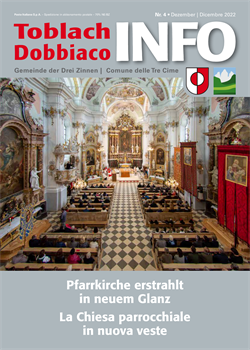 Nr. 4 • Dezember | Dicembre 2020
Toblach
Dobbiaco
INFO
Gemeinde der Drei Zinnen | Comune delle Tre Cime
Pfarrkirche erstrahlt
in neuem Glanz
La Chiesa parrocchiale
in nuova veste